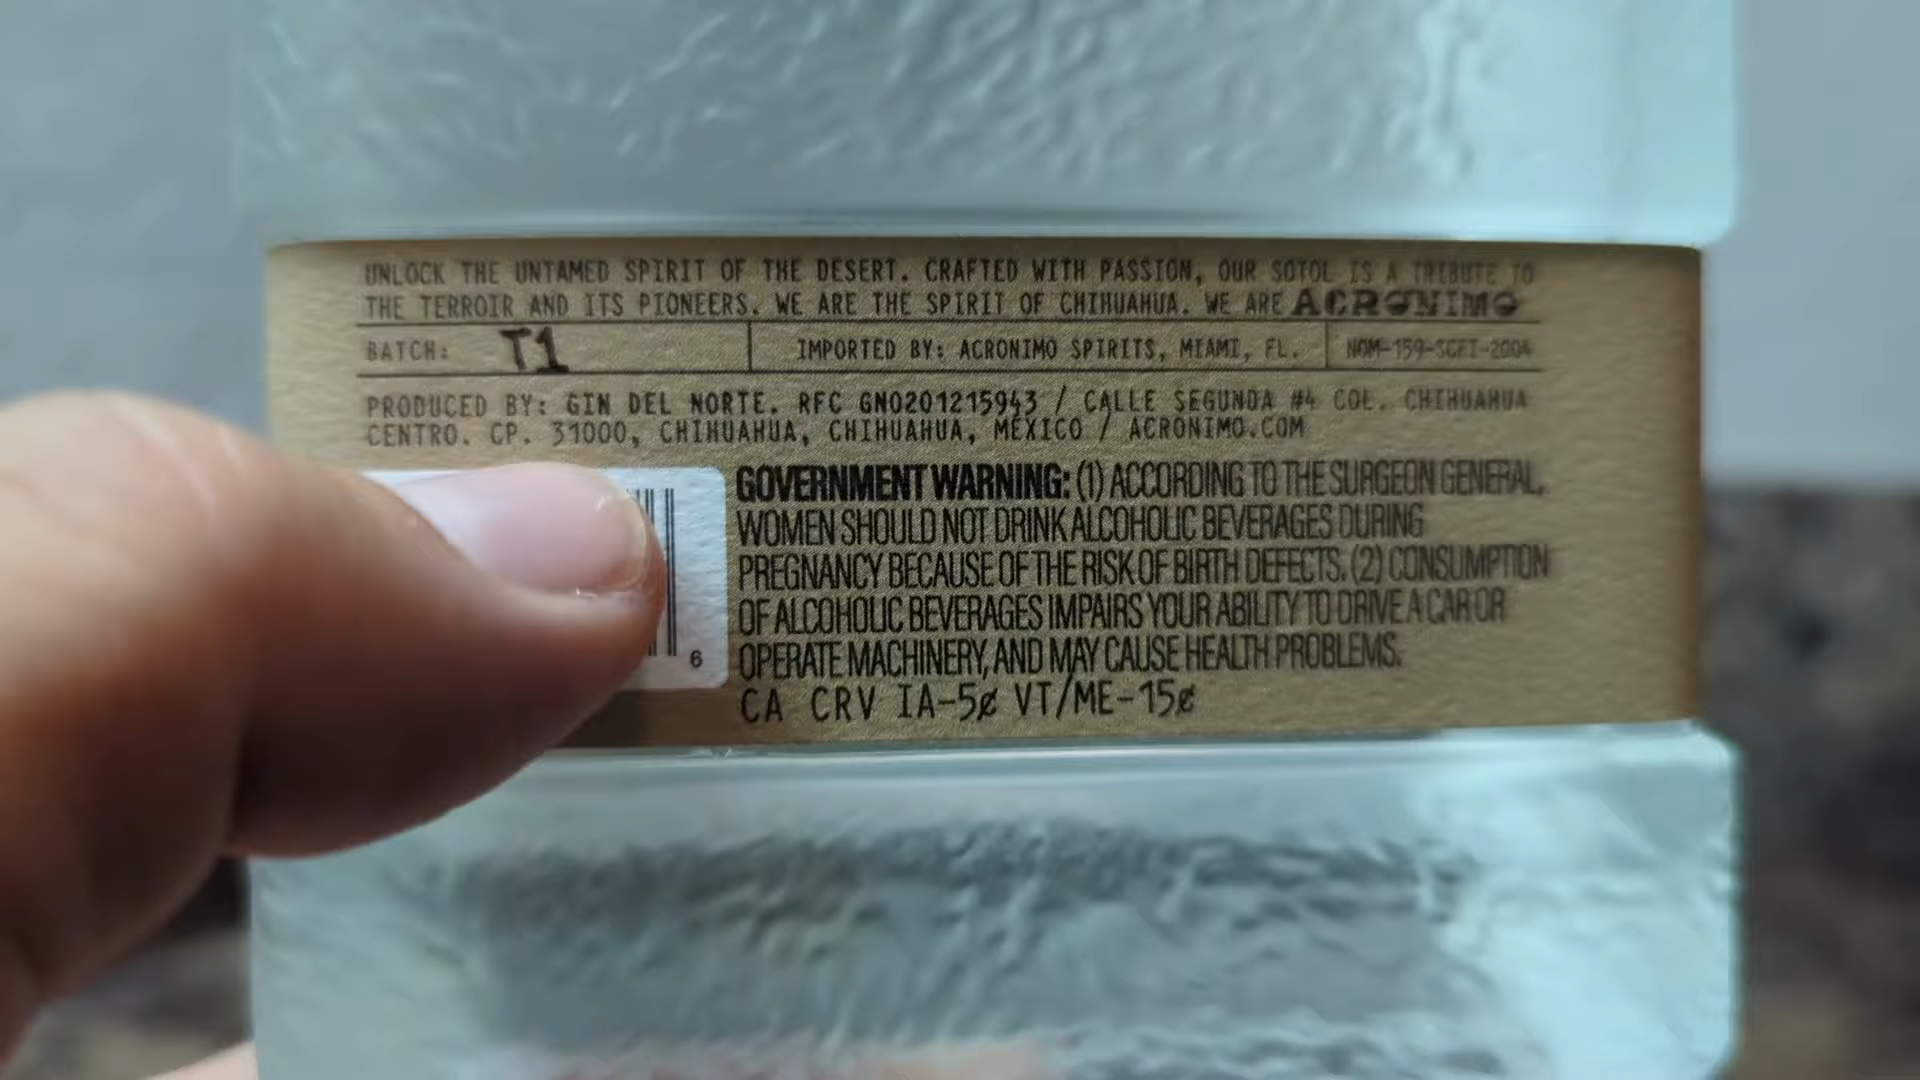 UNLOCK THE UNTAMED SPIRIT OF THE DESERT. CRAFTED WITH PASSION, OUR SOTOL IS A TRIBUTE TO
THE TERROIR AND ITS PIONEERS. WE ARE THE SPIRIT OF CHIHUAHUA. WE ARE ACRONIMO
BATCH: T1 IMPORTED BY: ACRONIMO SPIRITS, MIAMI, FL. NOM-159-SCFI-2004
PRODUCED BY: GIN DEL NORTE. RFC GNO201215943 / CALLE SEGUNDA #4 COL. CHIHUAHUA
CENTRO. CP. 31000, CHIHUAHUA, CHIHUAHUA, MÉXICO / ACRONIMO.COM
GOVERNMENT WARNING: (1) ACCORDING TO THE SURGEON GENERAL,
WOMEN SHOULD NOT DRINK ALCOHOLIC BEVERAGES DURING
PREGNANCY BECAUSE OF THE RISK OF BIRTH DEFECTS. (2) CONSUMPTION
OF ALCOHOLIC BEVERAGES IMPAIRS YOUR ABILITY TO DRIVE A CAR OR
OPERATE MACHINERY, AND MAY CAUSE HEALTH PROBLEMS.
6
CA CRV IA-5¢ VT/ME-15¢